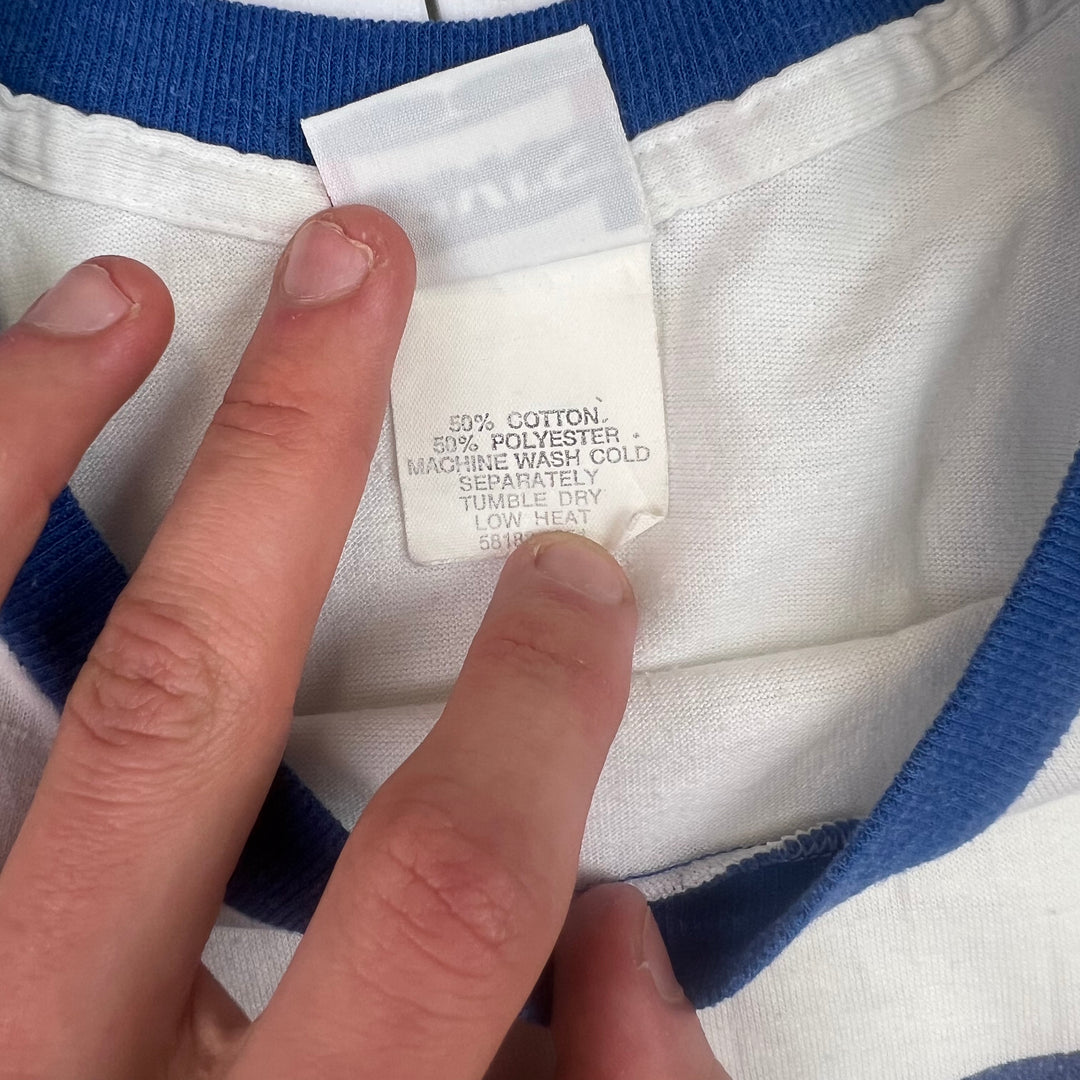 50% COTTON
50% POLYESTER
MACHINE WASH COLD
SEPARATELY
TUMBLE DRY
LOW HEAT